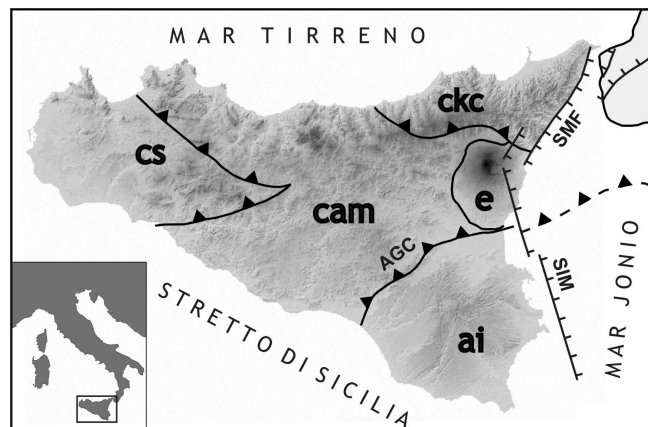 MAR TIRRENO
ckc
SMF
cs
e
cam
AGC
SIM
MAR JONIO
STRETTO DI SICILIA
ai